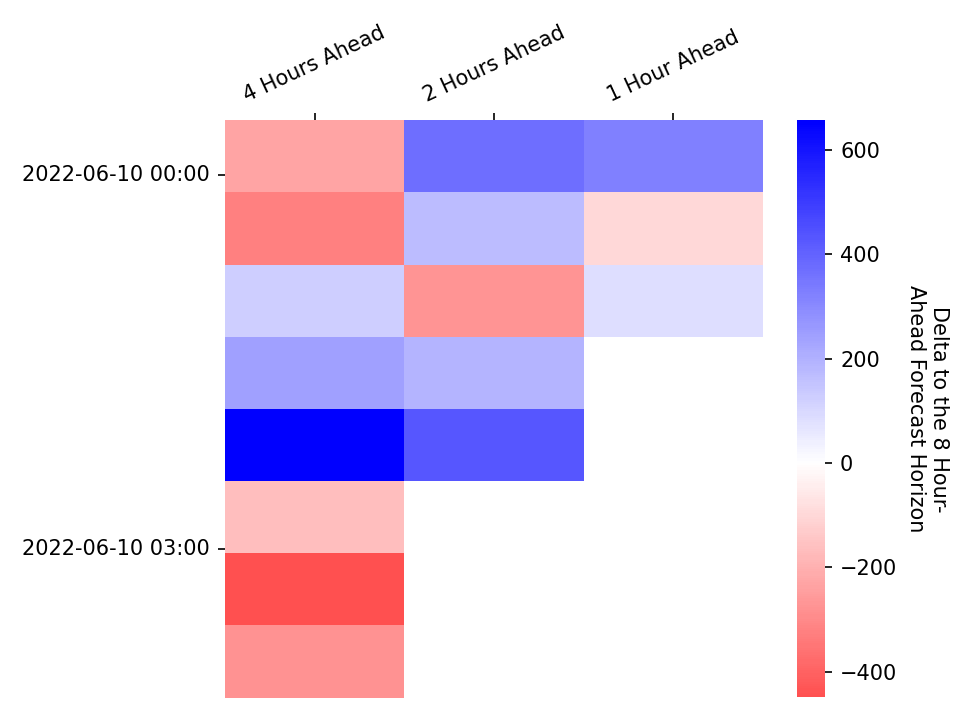 4 Hours Ahead
2 Hours Ahead
1 Hour Ahead
2022-06-10 00:00
2022-06-10 03:00
600
400
200
0
−200
−400
Delta to the 8 Hour-
Ahead Forecast Horizon